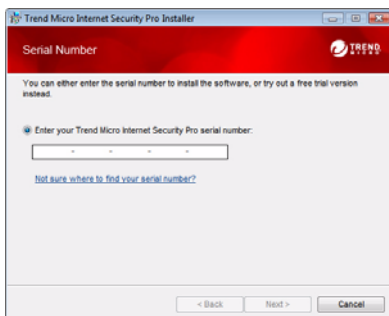 Trend Micro Internet Security Pro Installer
Serial Number
TREND
MICRO
You can either enter the serial number to install the software, or try out a free trial version
instead.
Enter your Trend Micro Internet Security Pro serial number:
- - - -
Not sure where to find your serial number?
< Back Next > Cancel